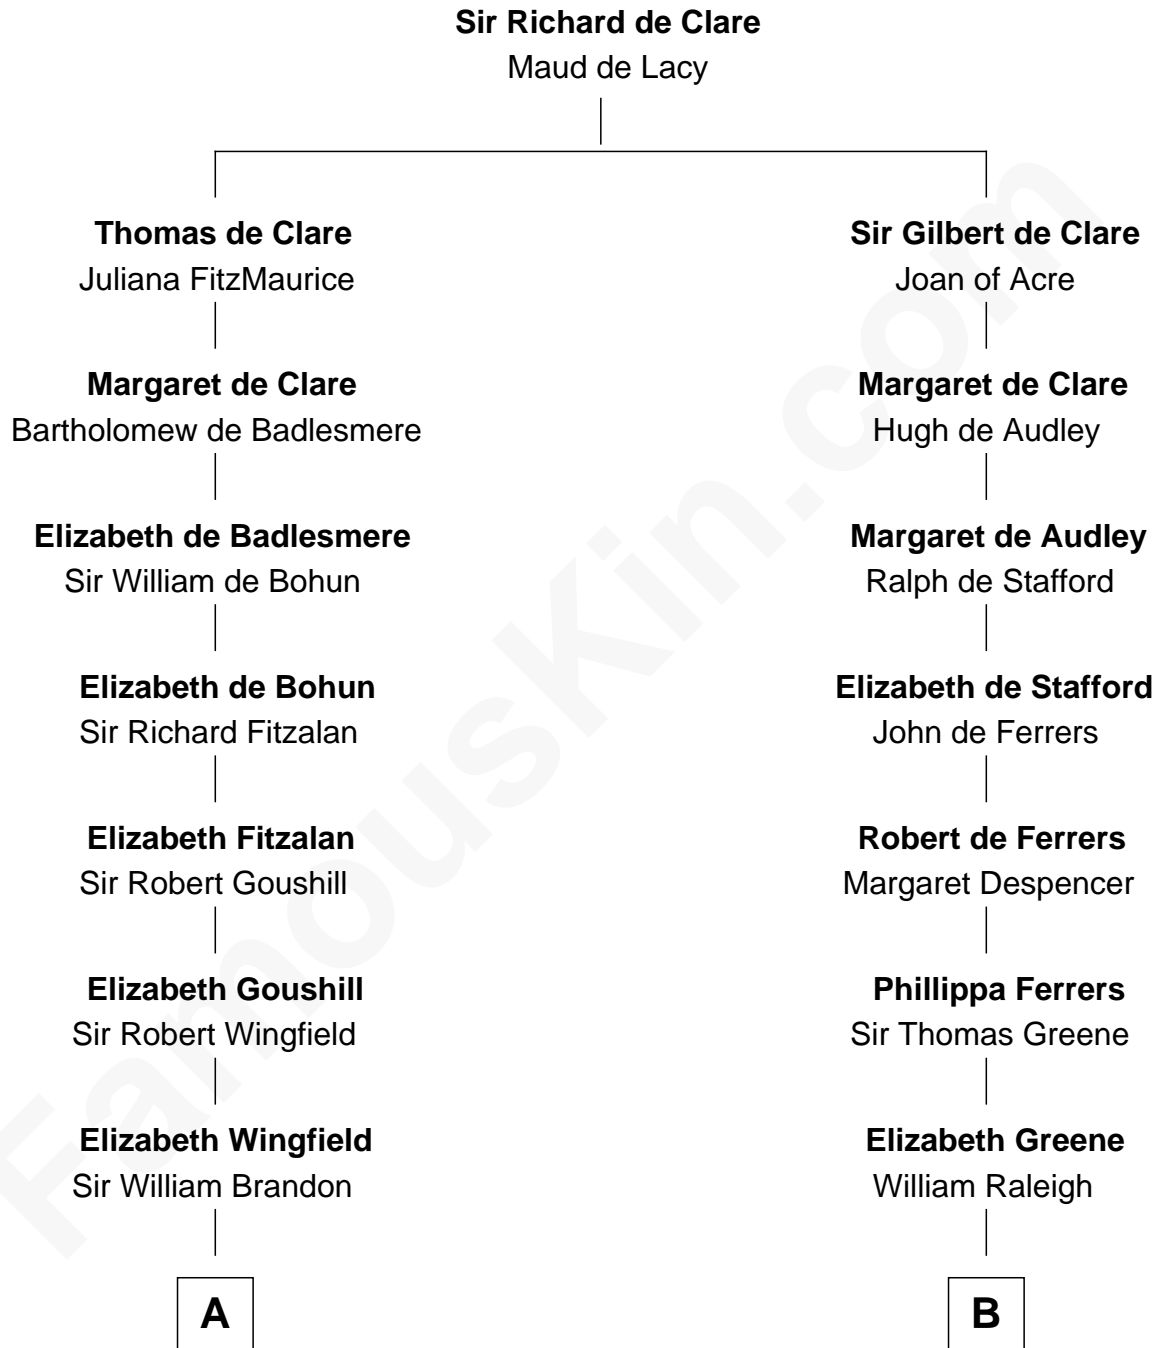 Sir Richard de Clare
Maud de Lacy
Thomas de Clare
Juliana FitzMaurice
Sir Gilbert de Clare
Joan of Acre
Margaret de Clare
Bartholomew de Badlesmere
Margaret de Clare
Hugh de Audley
Elizabeth de Badlesmere
Sir William de Bohun
Margaret de Audley
Ralph de Stafford
Elizabeth de Bohun
Sir Richard Fitzalan
Elizabeth de Stafford
John de Ferrers
Elizabeth Fitzalan
Sir Robert Goushill
Robert de Ferrers
Margaret Despencer
Elizabeth Goushill
Sir Robert Wingfield
Phillippa Ferrers
Sir Thomas Greene
Elizabeth Wingfield
Sir William Brandon
Elizabeth Greene
William Raleigh
A
B
FamousKin.com